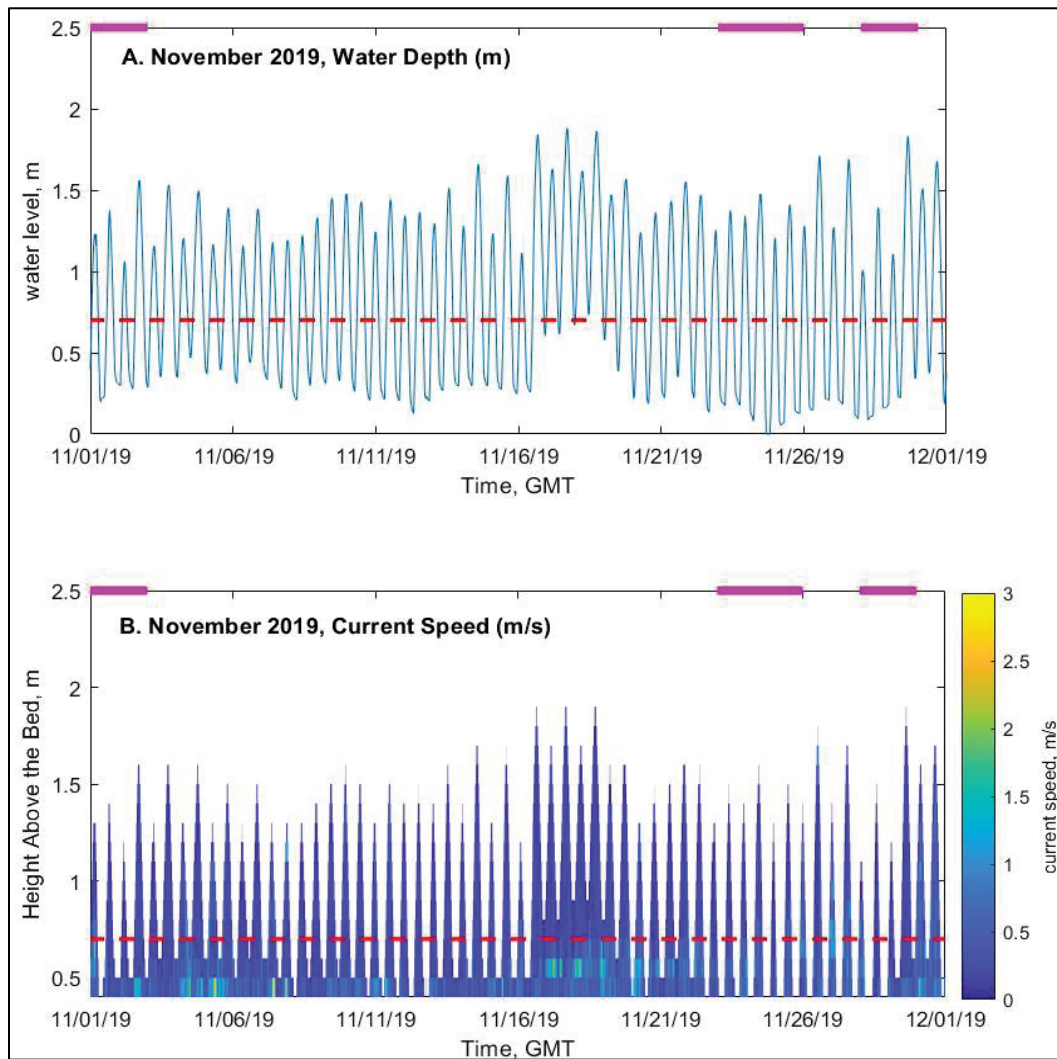 2.5
A. November 2019, Water Depth (m)
2
1.5
1
0.5
0
water level, m
11/01/19 11/06/19 11/11/19 11/16/19 11/21/19 11/26/19 12/01/19
Time, GMT
2.5
B. November 2019, Current Speed (m/s)
2
1.5
1
0.5
Height Above the Bed, m
11/01/19 11/06/19 11/11/19 11/16/19 11/21/19 11/26/19 12/01/19
Time, GMT
3
2.5
2
1.5
1
0.5
0
current speed, m/s